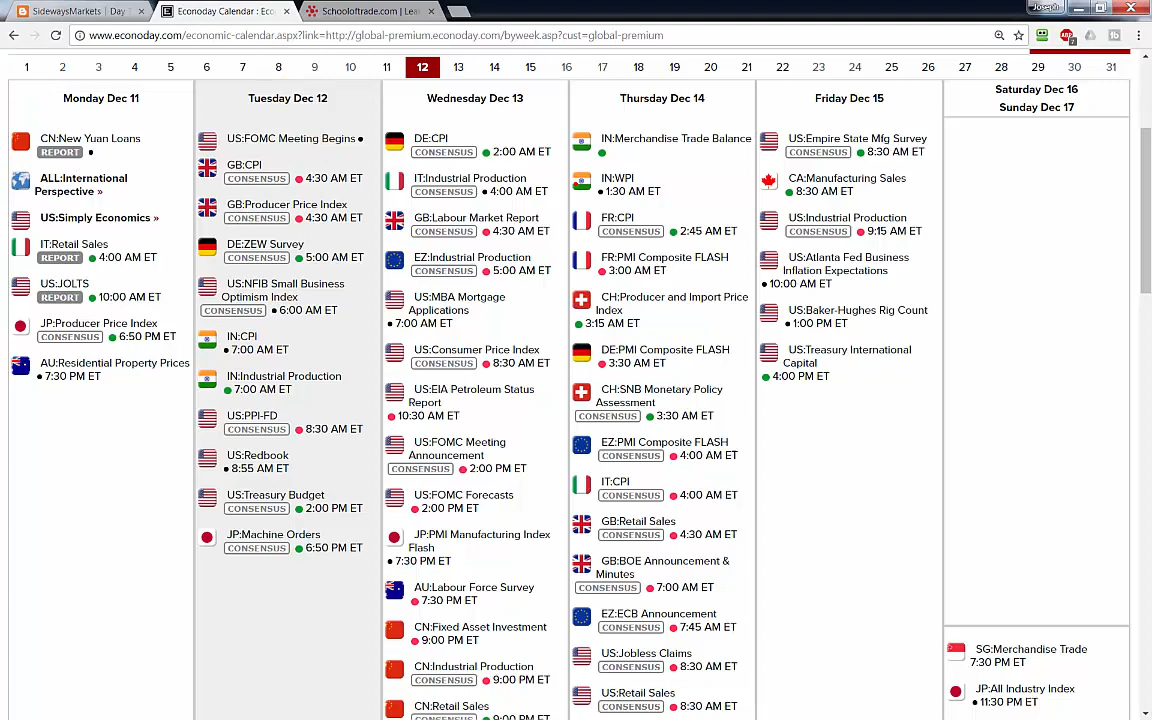 SidewaysMarkets | Day T
Econoday Calendar : Eco
Schooloftrade.com | Lea
Joseph
www.econoday.com/economic-calendar.aspx?link=http://global-premium.econoday.com/byweek.asp?cust=global-premium
1 2 3 4 5 6 7 8 9 10 11 12 13 14 15 16 17 18 19 20 21 22 23 24 25 26 27 28 29 30 31
Monday Dec 11
CN:New Yuan Loans
REPORT
ALL:International
Perspective »
US:Simply Economics »
IT:Retail Sales
REPORT 4:00 AM ET
US:JOLTS
REPORT 10:00 AM ET
JP:Producer Price Index
CONSENSUS 6:50 PM ET
AU:Residential Property Prices
7:30 PM ET
Tuesday Dec 12
US:FOMC Meeting Begins
GB:CPI
CONSENSUS 4:30 AM ET
GB:Producer Price Index
CONSENSUS 4:30 AM ET
DE:ZEW Survey
CONSENSUS 5:00 AM ET
US:NFIB Small Business
Optimism Index
CONSENSUS 6:00 AM ET
IN:CPI
7:00 AM ET
IN:Industrial Production
7:00 AM ET
US:PPI-FD
CONSENSUS 8:30 AM ET
US:Redbook
8:55 AM ET
US:Treasury Budget
CONSENSUS 2:00 PM ET
JP:Machine Orders
CONSENSUS 6:50 PM ET
Wednesday Dec 13
DE:CPI
CONSENSUS 2:00 AM ET
IT:Industrial Production
CONSENSUS 4:00 AM ET
GB:Labour Market Report
CONSENSUS 4:30 AM ET
EZ:Industrial Production
CONSENSUS 5:00 AM ET
US:MBA Mortgage
Applications
7:00 AM ET
US:Consumer Price Index
CONSENSUS 8:30 AM ET
US:EIA Petroleum Status
Report
10:30 AM ET
US:FOMC Meeting
Announcement
CONSENSUS 2:00 PM ET
US:FOMC Forecasts
2:00 PM ET
JP:PMI Manufacturing Index
Flash
7:30 PM ET
AU:Labour Force Survey
7:30 PM ET
CN:Fixed Asset Investment
9:00 PM ET
CN:Industrial Production
CONSENSUS 9:00 PM ET
CN:Retail Sales
CONSENSUS 9:00 PM ET
Thursday Dec 14
IN:Merchandise Trade Balance
IN:WPI
1:30 AM ET
FR:CPI
CONSENSUS 2:45 AM ET
FR:PMI Composite FLASH
3:00 AM ET
CH:Producer and Import Price
Index
3:15 AM ET
DE:PMI Composite FLASH
3:30 AM ET
CH:SNB Monetary Policy
Assessment
CONSENSUS 3:30 AM ET
EZ:PMI Composite FLASH
CONSENSUS 4:00 AM ET
IT:CPI
CONSENSUS 4:00 AM ET
GB:Retail Sales
CONSENSUS 4:30 AM ET
GB:BOE Announcement &
Minutes
CONSENSUS 7:00 AM ET
EZ:ECB Announcement
CONSENSUS 7:45 AM ET
US:Jobless Claims
CONSENSUS 8:30 AM ET
US:Retail Sales
CONSENSUS 8:30 AM ET
Friday Dec 15
US:Empire State Mfg Survey
CONSENSUS 8:30 AM ET
CA:Manufacturing Sales
8:30 AM ET
US:Industrial Production
CONSENSUS 9:15 AM ET
US:Atlanta Fed Business
Inflation Expectations
10:00 AM ET
US:Baker-Hughes Rig Count
1:00 PM ET
US:Treasury International
Capital
4:00 PM ET
Saturday Dec 16
Sunday Dec 17
SG:Merchandise Trade
7:30 PM ET
JP:All Industry Index
11:30 PM ET